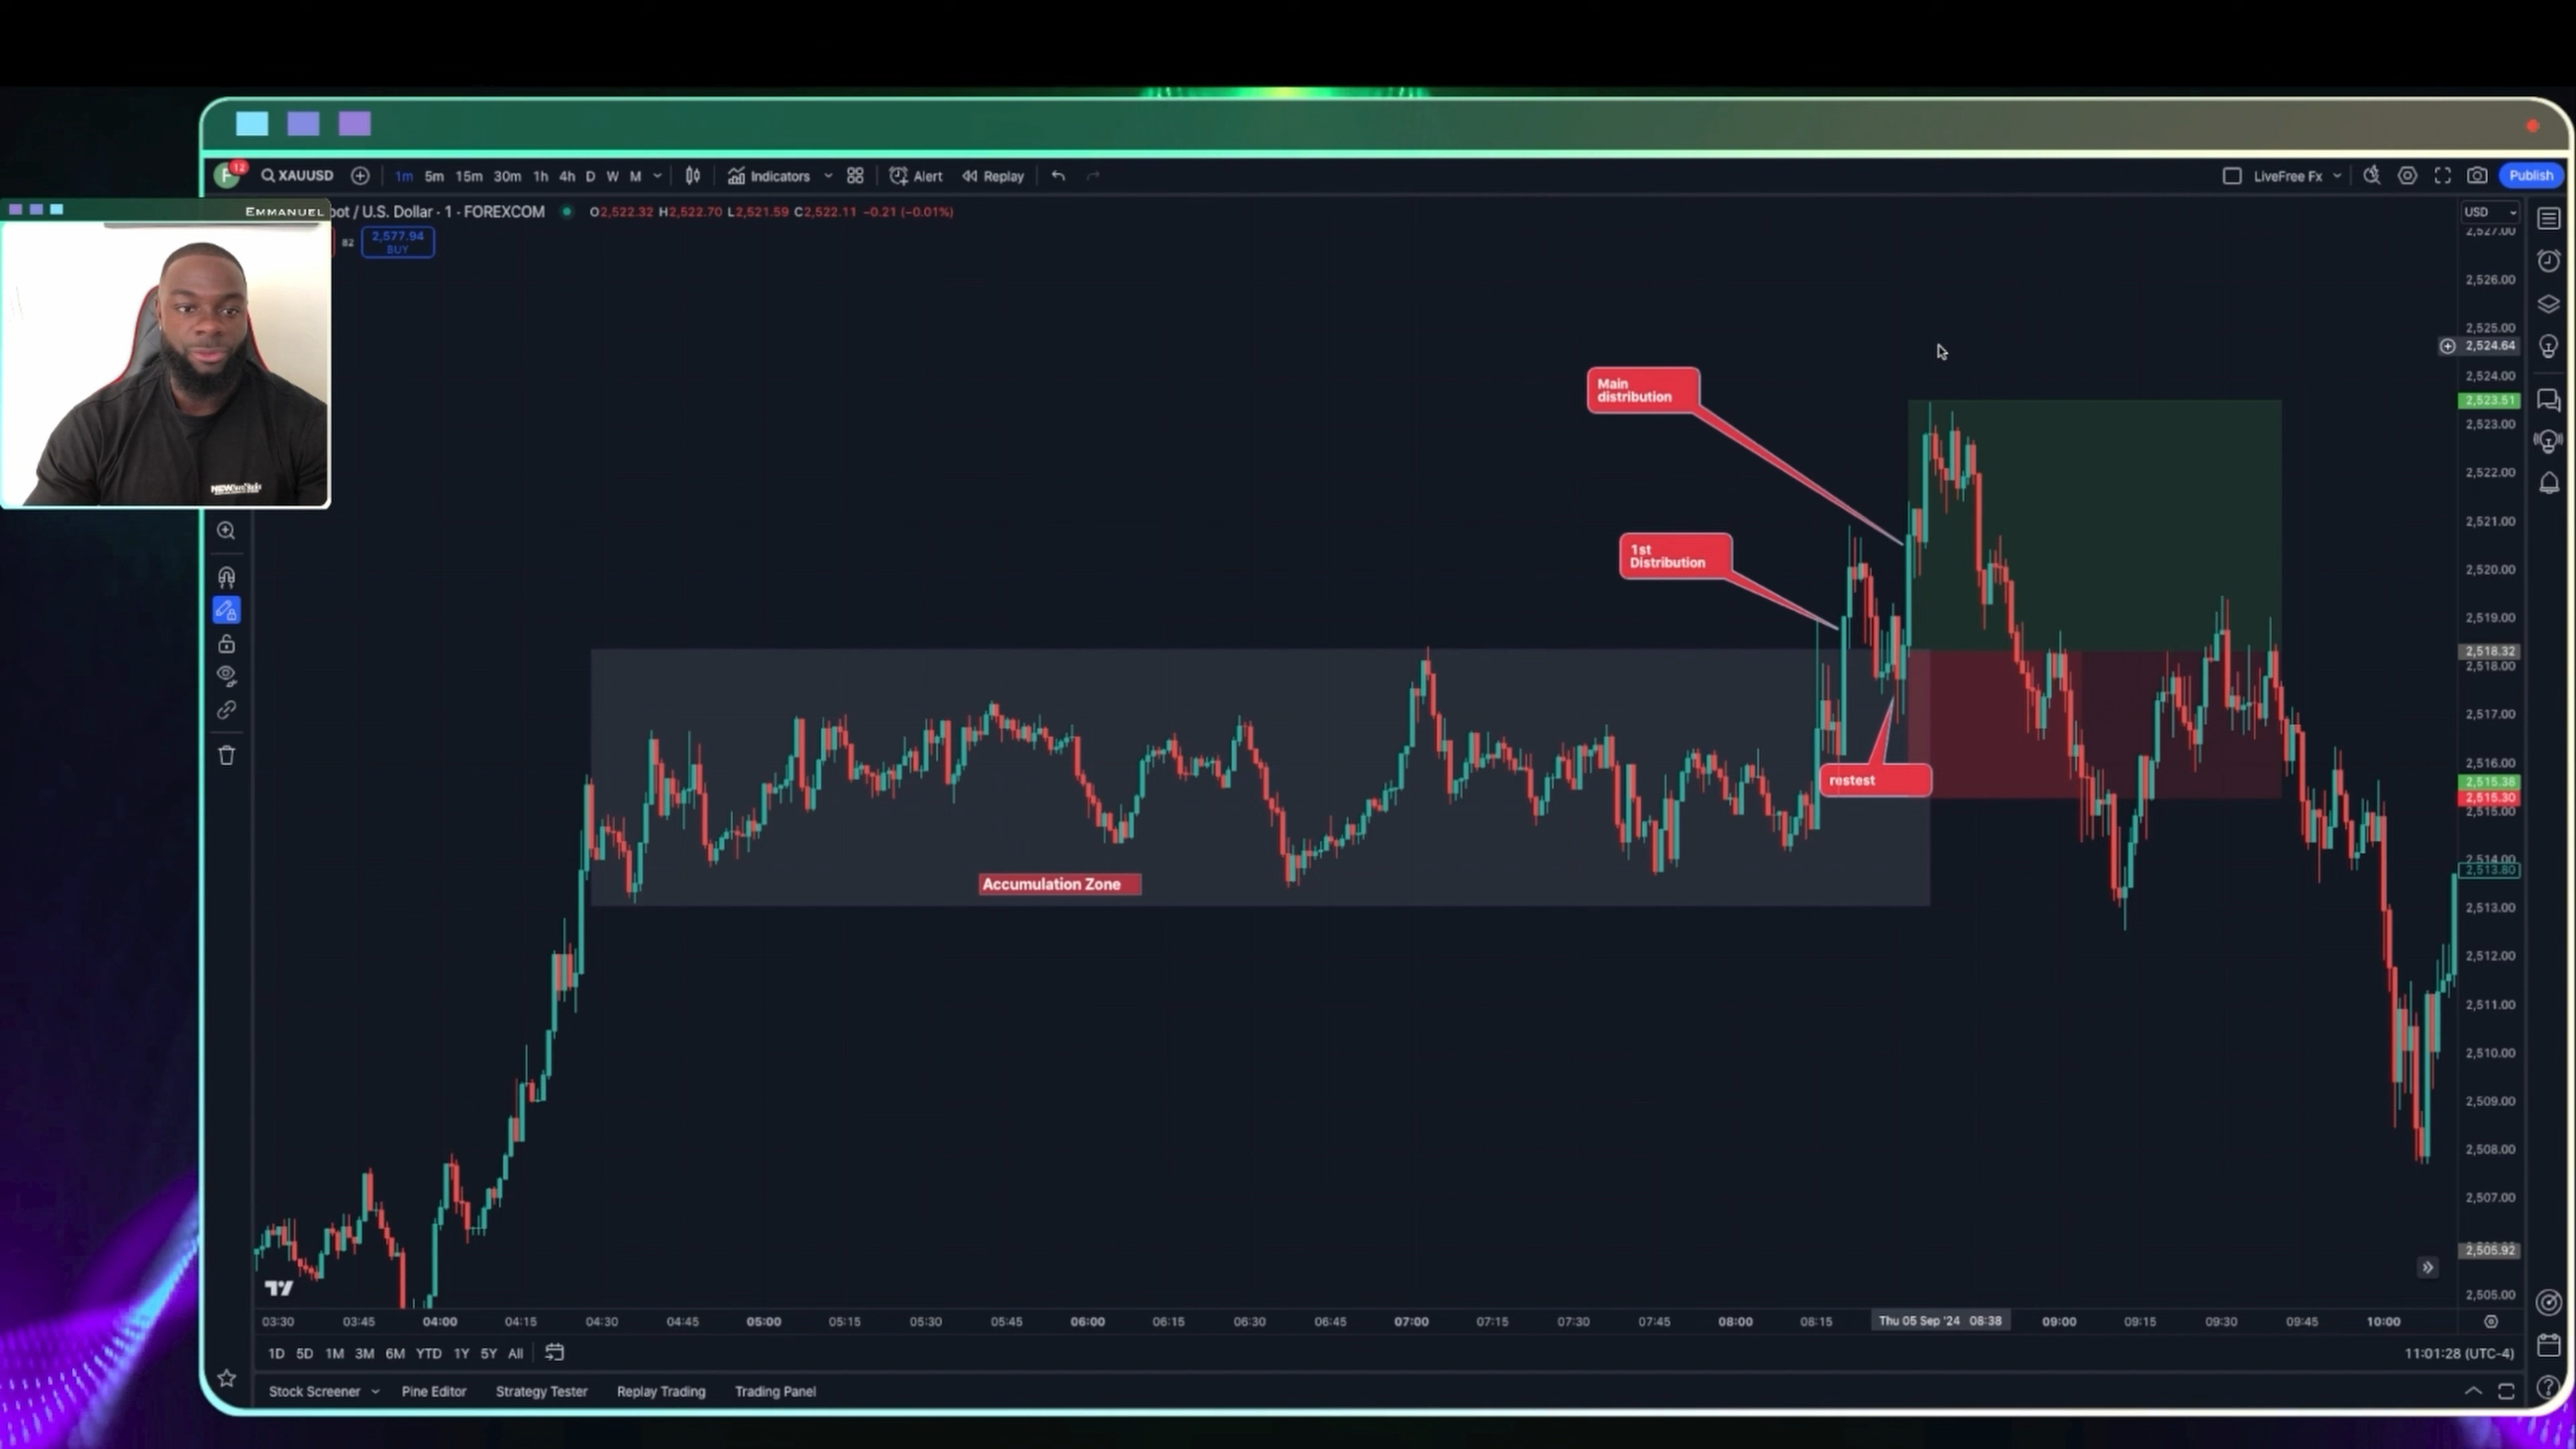 12
XAUUSD
1m 5m 15m 30m 1h 4h D W M
Indicators
Alert
Replay
LiveFree Fx
Publish
EMMANUEL
ot / U.S. Dollar · 1 · FOREXCOM
O2,522.32 H2,522.70 L2,521.59 C2,522.11 −0.21 (−0.01%)
USD
82
2,577.94
BUY
2,527.00
2,526.00
2,525.00
2,524.64
2,524.00
2,523.51
2,523.00
2,522.00
2,521.00
2,520.00
2,519.00
2,518.32
2,518.00
2,517.00
2,516.00
2,515.38
2,515.30
2,515.00
2,514.00
2,513.80
2,513.00
2,512.00
2,511.00
2,510.00
2,509.00
2,508.00
2,507.00
2,505.92
2,505.00
Main
distribution
1st
Distribution
restest
Accumulation Zone
03:30 03:45 04:00 04:15 04:30 04:45 05:00 05:15 05:30 05:45 06:00 06:15 06:30 06:45 07:00 07:15 07:30 07:45 08:00 08:15 Thu 05 Sep '24 08:38 09:00 09:15 09:30 09:45 10:00
1D 5D 1M 3M 6M YTD 1Y 5Y All
11:01:28 (UTC-4)
Stock Screener
Pine Editor
Strategy Tester
Replay Trading
Trading Panel